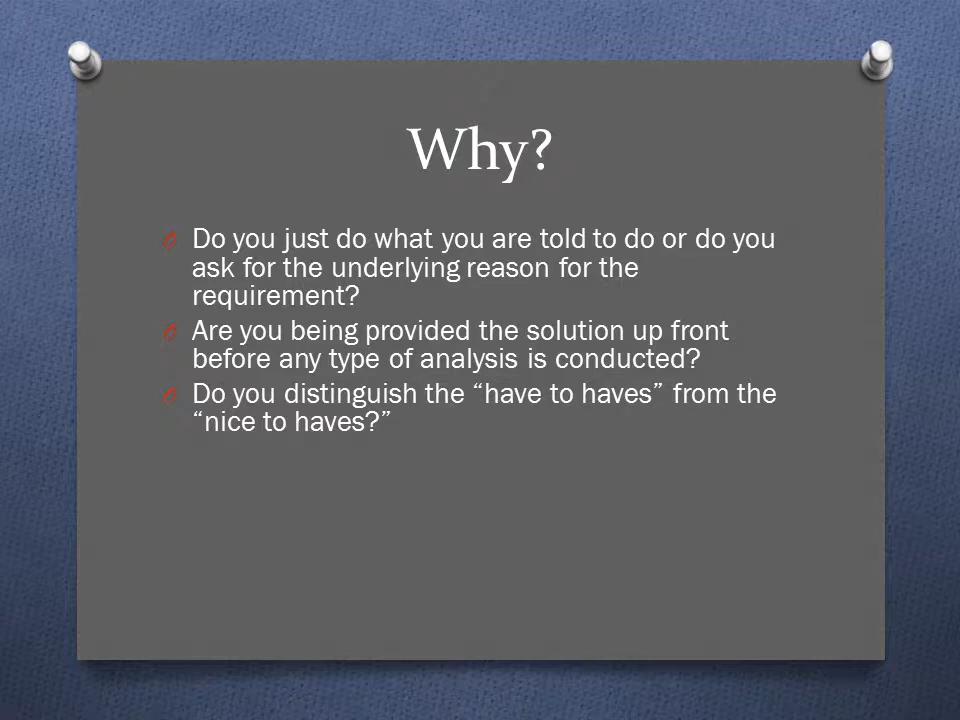 Why?
Do you just do what you are told to do or do you
ask for the underlying reason for the
requirement?
Are you being provided the solution up front
before any type of analysis is conducted?
Do you distinguish the “have to haves” from the
“nice to haves?”